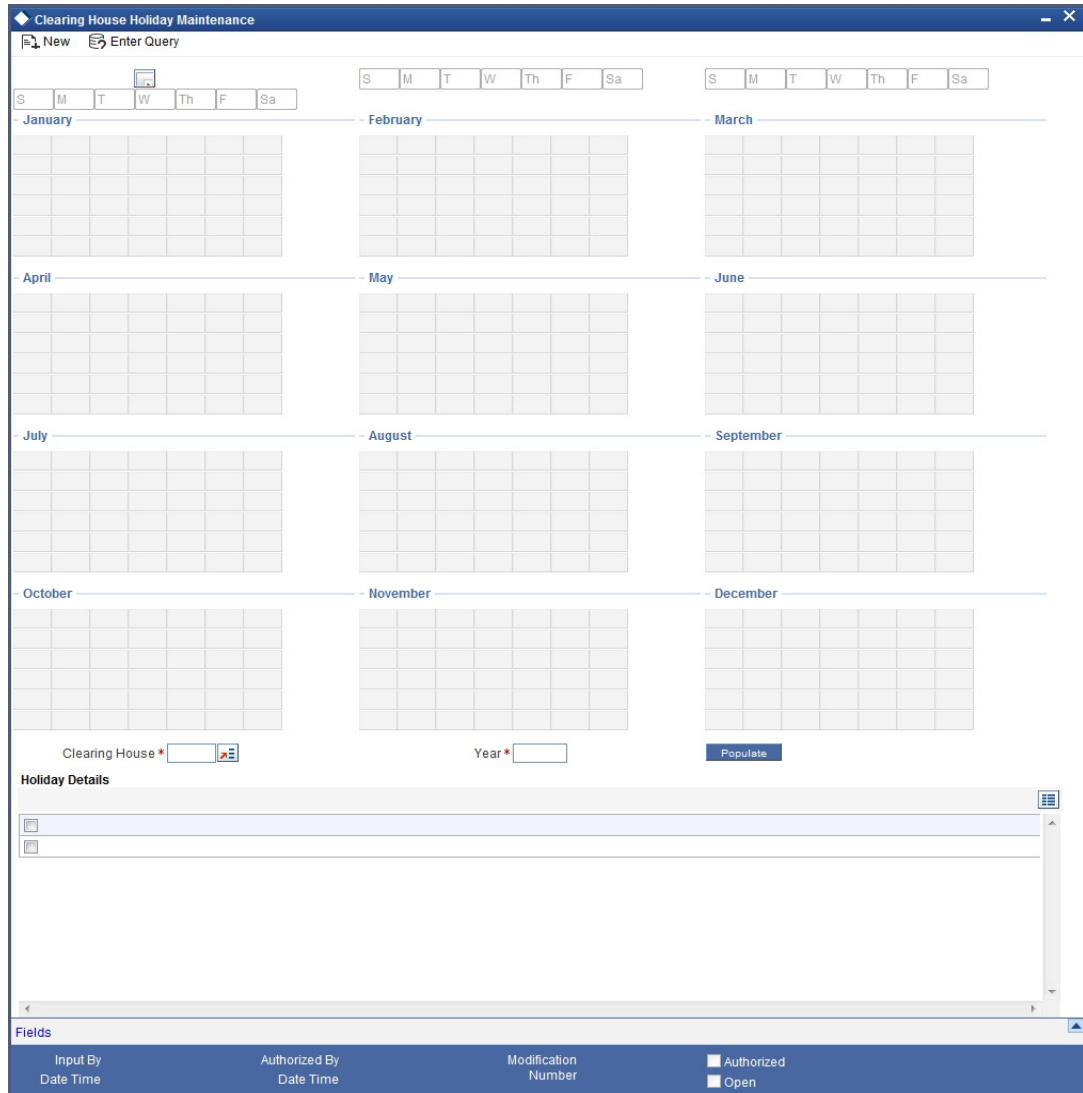 Clearing House Holiday Maintenance
New Enter Query
S M T W Th F Sa
S M T W Th F Sa
S M T W Th F Sa
January February March
April May June
July August September
October November December
Clearing House * Year * Populate
Holiday Details
Fields
Input By Authorized By Modification Authorized
Date Time Date Time Number Open